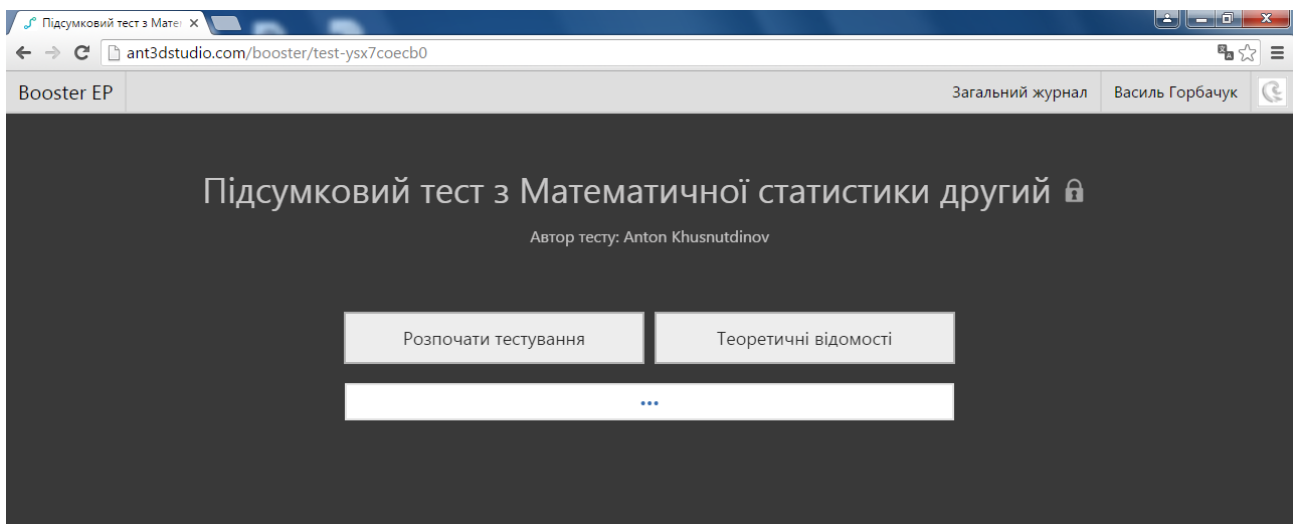 Підсумковий тест з Матег
ant3dstudio.com/booster/test-ysx7coecb0
Booster EP
Загальний журнал
Василь Горбачук
Підсумковий тест з Математичної статистики другий
Автор тесту: Anton Khusnutdinov
Розпочати тестування
Теоретичні відомості
...